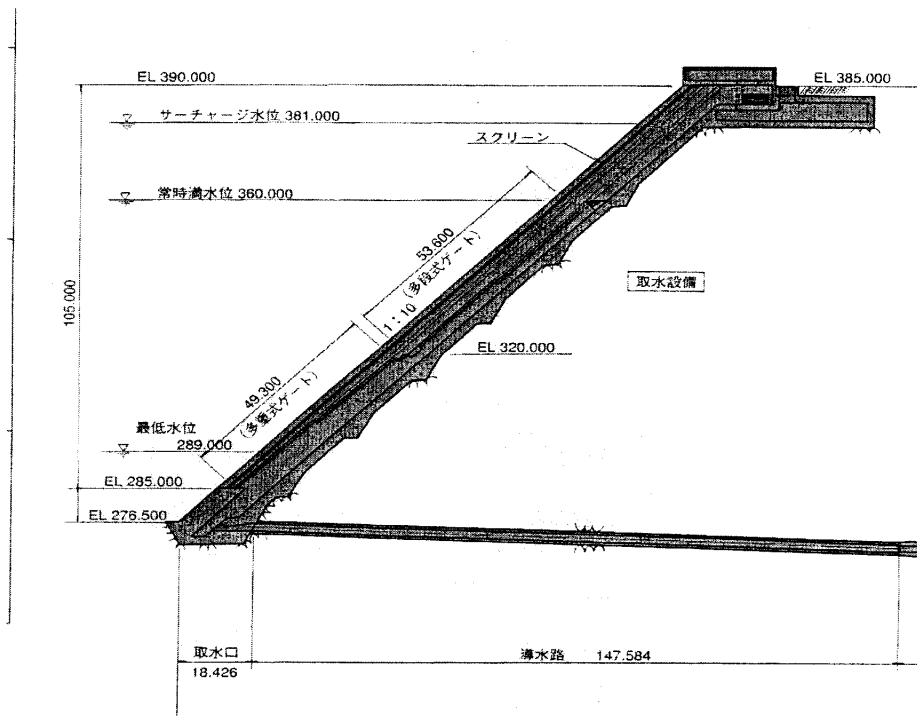 EL 390.000
EL 385.000
サーチャージ水位 381.000
スクリーン
常時満水位 360.000
53.600
(多段式ゲート)
1:10
取水設備
105.000
EL 320.000
49.300
(多重式ゲート)
最低水位
289.000
EL 285.000
EL 276.500
取水口
18.426
導水路 147.584